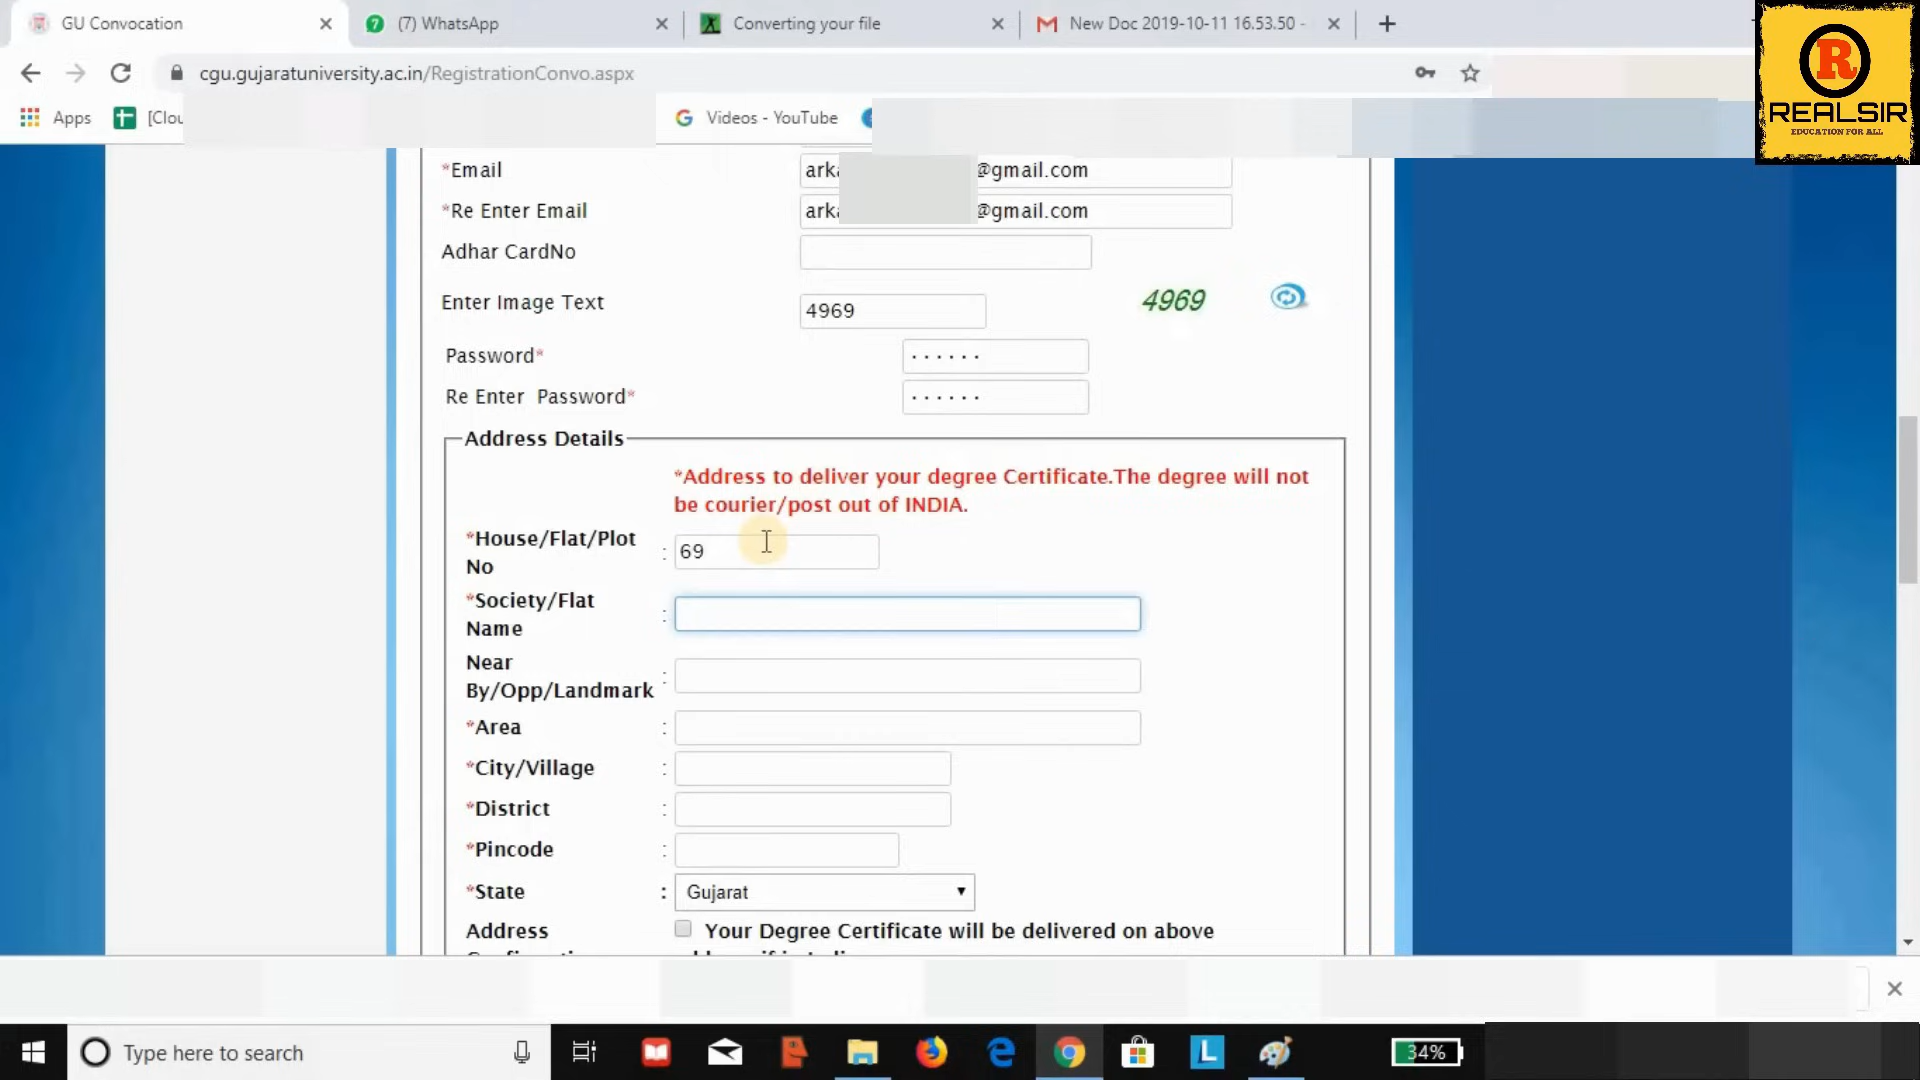 GU Convocation
(7) WhatsApp
Converting your file
New Doc 2019-10-11 16.53.50 -
cgu.gujaratuniversity.ac.in/RegistrationConvo.aspx
R
REALSIR
EDUCATION FOR ALL
Apps
[Clou
Videos - YouTube
*Email
arka @gmail.com
*Re Enter Email
arka @gmail.com
Adhar CardNo
Enter Image Text
4969
4969
Password*
......
Re Enter Password*
......
Address Details
*Address to deliver your degree Certificate.The degree will not
be courier/post out of INDIA.
*House/Flat/Plot
No
: 69
*Society/Flat
Name
:
Near
By/Opp/Landmark
:
*Area :
*City/Village :
*District :
*Pincode :
*State : Gujarat
Address
Your Degree Certificate will be delivered on above
Type here to search
34%